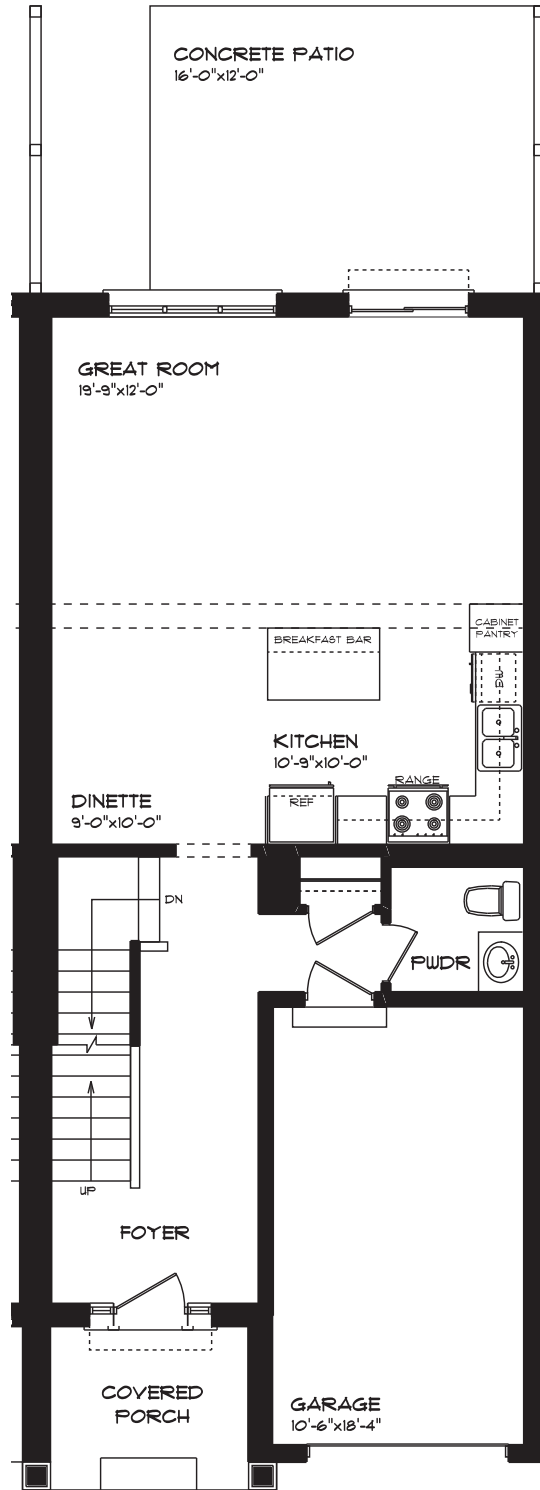 CONCRETE PATIO
16'-0"x12'-0"
GREAT ROOM
19'-9"x12'-0"
BREAKFAST BAR
CABINET
PANTRY
DW
KITCHEN
10'-9"x10'-0"
RANGE
REF
DINETTE
9'-0"x10'-0"
DN
PWDR
UP
FOYER
COVERED
PORCH
GARAGE
10'-6"x18'-4"